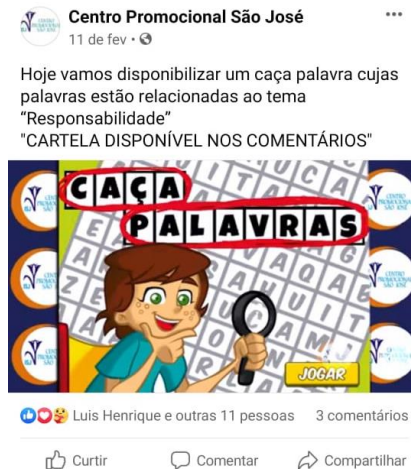 Centro Promocional São José
11 de fev
Hoje vamos disponibilizar um caça palavra cujas
palavras estão relacionadas ao tema
“Responsabilidade”
"CARTELA DISPONÍVEL NOS COMENTÁRIOS"
CAÇA
PALAVRAS
JOGAR
Luis Henrique e outras 11 pessoas 3 comentários
Curtir Comentar Compartilhar